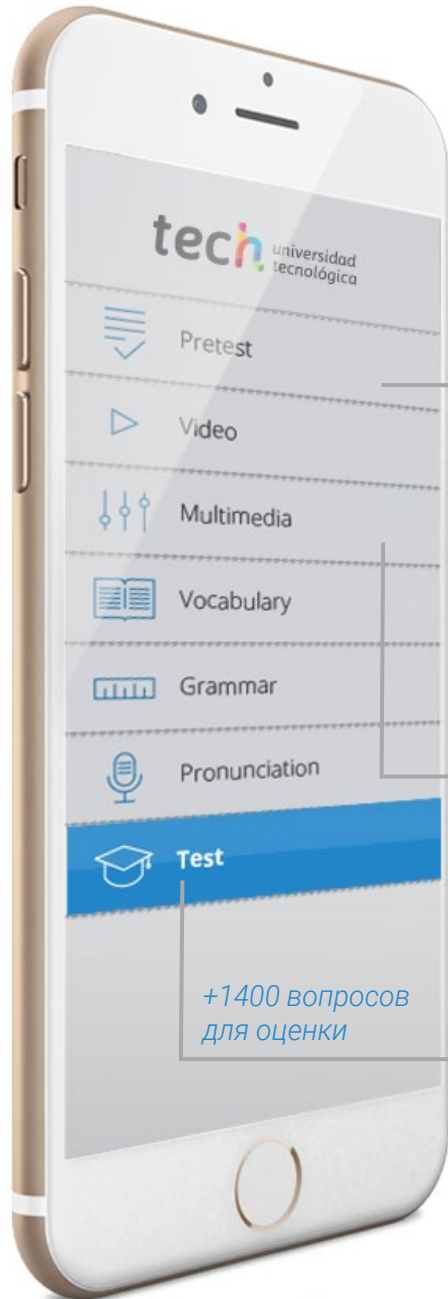 tech universidad
tecnológica
Pretest
Video
Multimedia
Vocabulary
Grammar
Pronunciation
Test
+1400 вопросов
для оценки